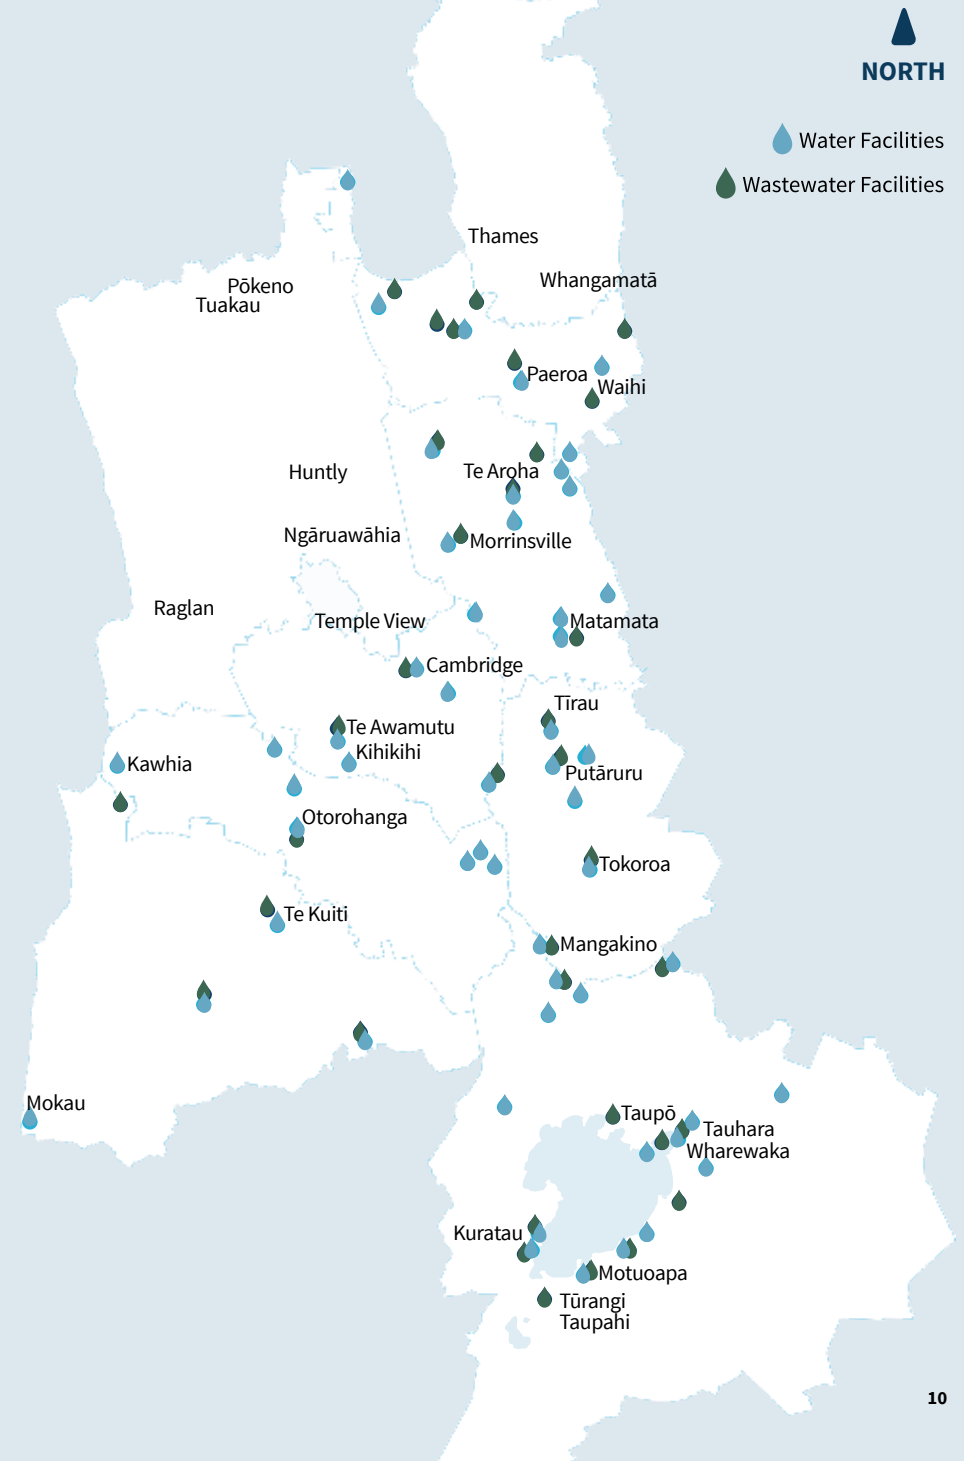 NORTH
Water Facilities
Wastewater Facilities
Thames
Whangamatā
Pōkeno
Tuakau
Paeroa
Waihi
Huntly
Te Aroha
Ngāruawāhia
Morrinsville
Raglan
Temple View
Matamata
Cambridge
Tīrau
Te Awamutu
Kihikihi
Kawhia
Putāruru
Otorohanga
Tokoroa
Te Kuiti
Mangakino
Mokau
Taupō
Tauhara
Wharewaka
Kuratau
Motuoapa
Tūrangi
Taupahi
10